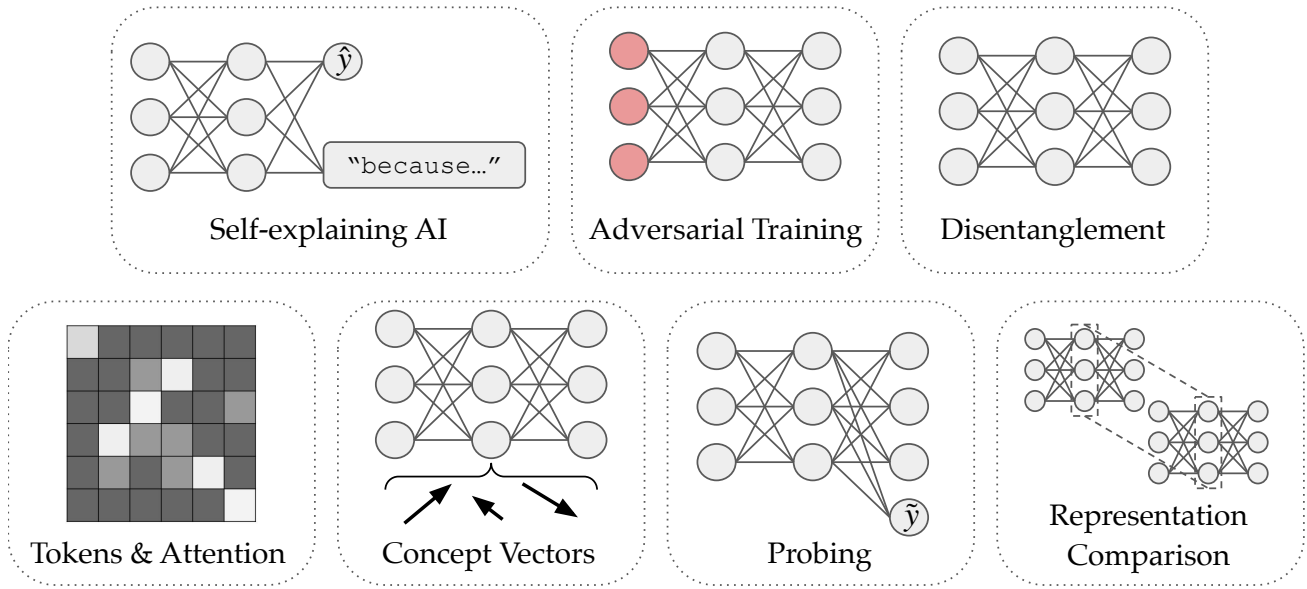 ŷ
“because…”
Self-explaining AI
Adversarial Training
Disentanglement
Tokens & Attention
Concept Vectors
ỹ
Probing
Representation
Comparison